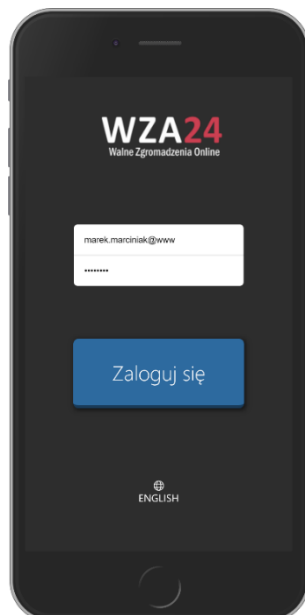 WZA24
Walne Zgromadzenia Online
marek.marciniak@www
••••••••
Zaloguj się
ENGLISH